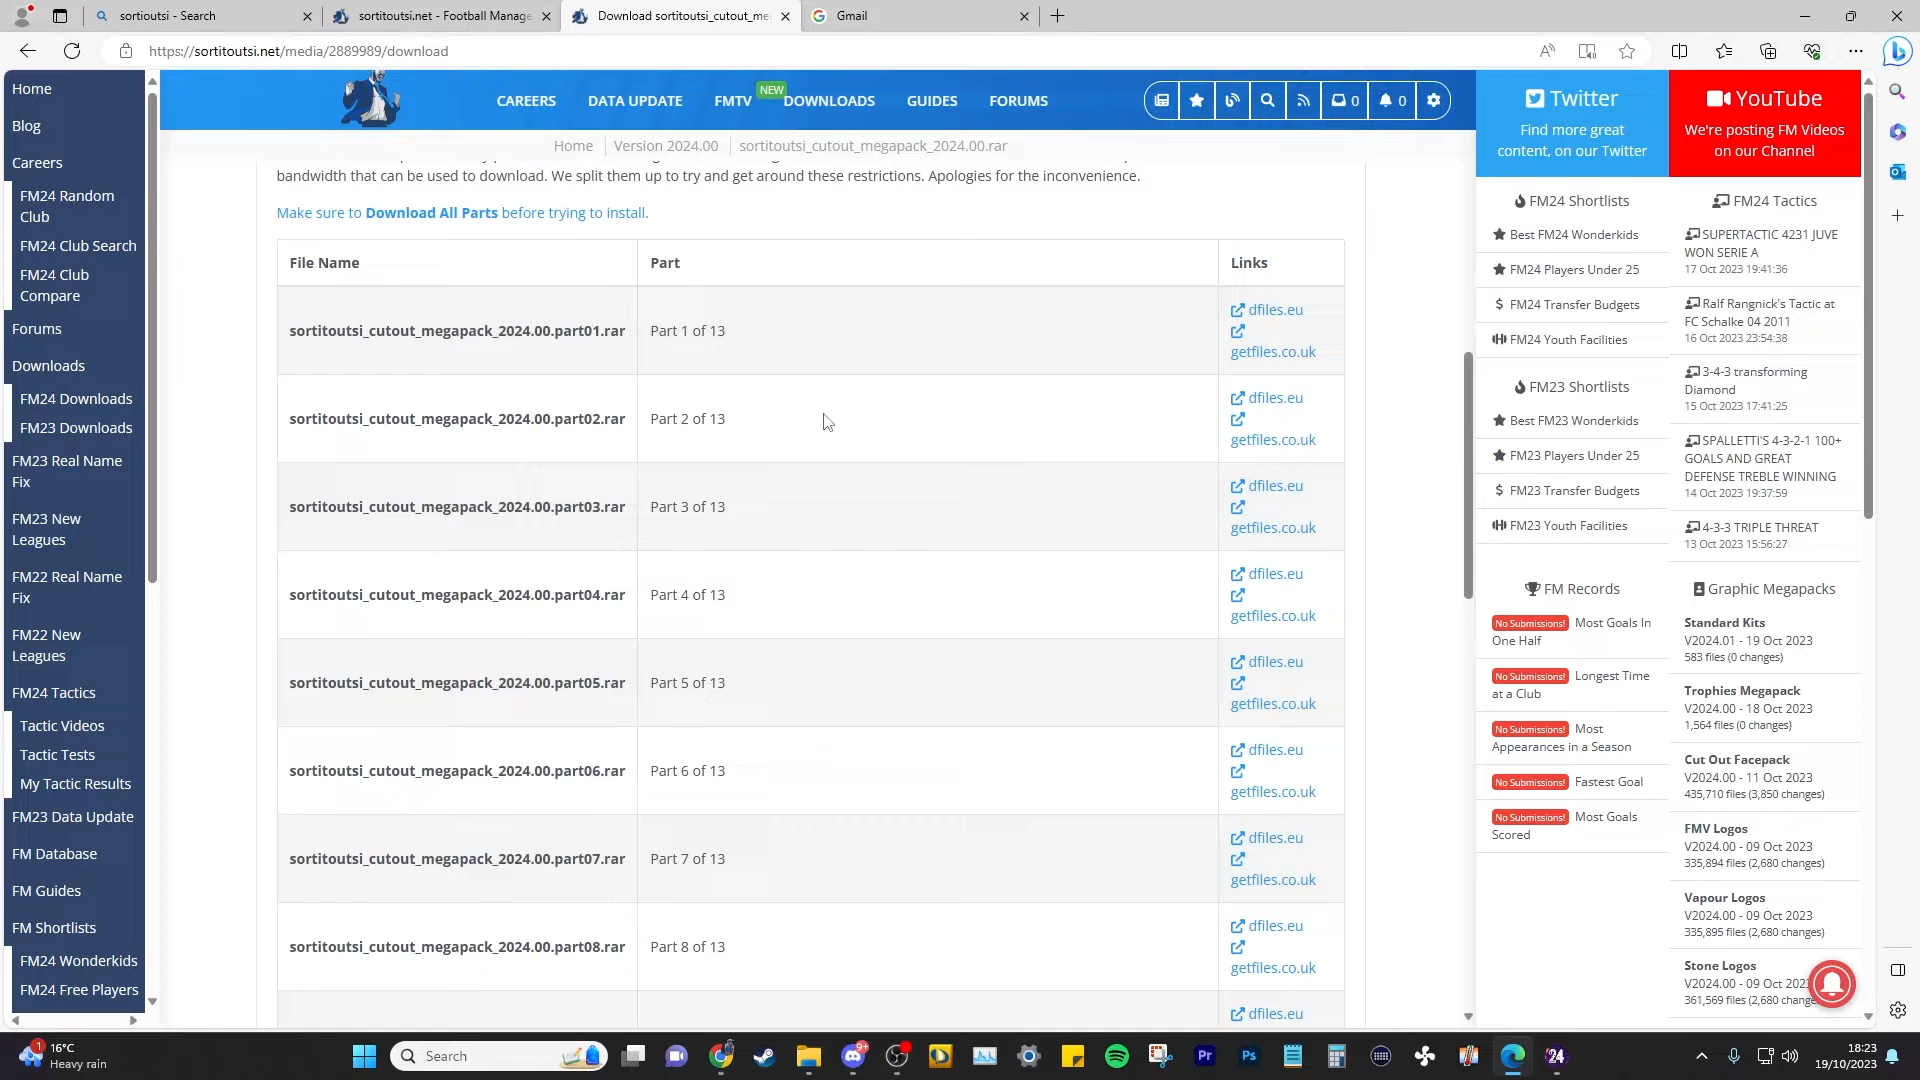 sortioutsi - Search
sortitoutsi.net - Football Manage
Download sortitoutsi_cutout_me
Gmail
https://sortitoutsi.net/media/2889989/download
Home
Blog
Careers
FM24 Random
Club
FM24 Club Search
FM24 Club
Compare
Forums
Downloads
FM24 Downloads
FM23 Downloads
FM23 Real Name
Fix
FM23 New
Leagues
FM22 Real Name
Fix
FM22 New
Leagues
FM24 Tactics
Tactic Videos
Tactic Tests
My Tactic Results
FM23 Data Update
FM Database
FM Guides
FM Shortlists
FM24 Wonderkids
FM24 Free Players
CAREERS DATA UPDATE FMTV NEW DOWNLOADS GUIDES FORUMS
0 0
Home Version 2024.00 sortitoutsi_cutout_megapack_2024.00.rar
bandwidth that can be used to download. We split them up to try and get around these restrictions. Apologies for the inconvenience.
Make sure to Download All Parts before trying to install.
File Name Part Links
sortitoutsi_cutout_megapack_2024.00.part01.rar Part 1 of 13 dfiles.eu
getfiles.co.uk
sortitoutsi_cutout_megapack_2024.00.part02.rar Part 2 of 13 dfiles.eu
getfiles.co.uk
sortitoutsi_cutout_megapack_2024.00.part03.rar Part 3 of 13 dfiles.eu
getfiles.co.uk
sortitoutsi_cutout_megapack_2024.00.part04.rar Part 4 of 13 dfiles.eu
getfiles.co.uk
sortitoutsi_cutout_megapack_2024.00.part05.rar Part 5 of 13 dfiles.eu
getfiles.co.uk
sortitoutsi_cutout_megapack_2024.00.part06.rar Part 6 of 13 dfiles.eu
getfiles.co.uk
sortitoutsi_cutout_megapack_2024.00.part07.rar Part 7 of 13 dfiles.eu
getfiles.co.uk
sortitoutsi_cutout_megapack_2024.00.part08.rar Part 8 of 13 dfiles.eu
getfiles.co.uk
dfiles.eu
Twitter
Find more great
content, on our Twitter
FM24 Shortlists
Best FM24 Wonderkids
FM24 Players Under 25
$ FM24 Transfer Budgets
FM24 Youth Facilities
FM23 Shortlists
Best FM23 Wonderkids
FM23 Players Under 25
$ FM23 Transfer Budgets
FM23 Youth Facilities
FM Records
No Submissions! Most Goals In
One Half
No Submissions! Longest Time
at a Club
No Submissions! Most
Appearances in a Season
No Submissions! Fastest Goal
No Submissions! Most Goals
Scored
YouTube
We're posting FM Videos
on our Channel
FM24 Tactics
SUPERTACTIC 4231 JUVE
WON SERIE A
17 Oct 2023 19:41:36
Ralf Rangnick's Tactic at
FC Schalke 04 2011
16 Oct 2023 23:54:38
3-4-3 transforming
Diamond
15 Oct 2023 17:41:25
SPALLETTI'S 4-3-2-1 100+
GOALS AND GREAT
DEFENSE TREBLE WINNING
14 Oct 2023 19:37:59
4-3-3 TRIPLE THREAT
13 Oct 2023 15:56:27
Graphic Megapacks
Standard Kits
V2024.01 - 19 Oct 2023
583 files (0 changes)
Trophies Megapack
V2024.00 - 18 Oct 2023
1,564 files (0 changes)
Cut Out Facepack
V2024.00 - 11 Oct 2023
435,710 files (3,850 changes)
FMV Logos
V2024.00 - 09 Oct 2023
335,894 files (2,680 changes)
Vapour Logos
V2024.00 - 09 Oct 2023
335,895 files (2,680 changes)
Stone Logos
V2024.00 - 09 Oct 202
361,569 files (2,680 change
1 16°C
Heavy rain
Search
9+
Pr
Ps
24
18:23
19/10/2023